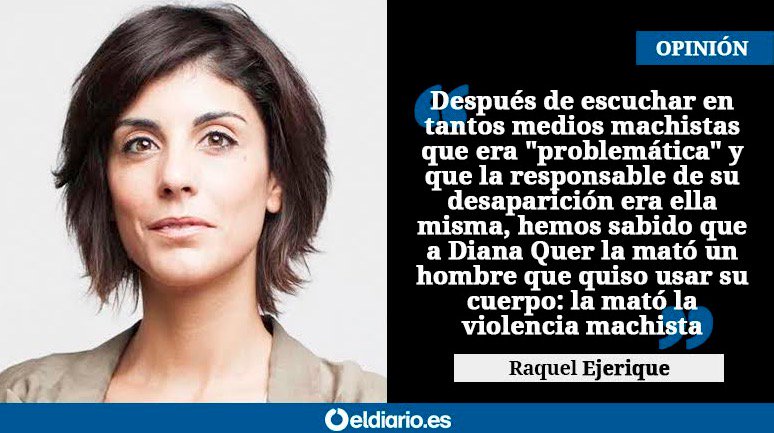 OPINIÓN
Después de escuchar en
tantos medios machistas
que era "problemática" y
que la responsable de su
desaparición era ella
misma, hemos sabido que
a Diana Quer la mató un
hombre que quiso usar su
cuerpo: la mató la
violencia machista
Raquel Ejerique
eldiario.es